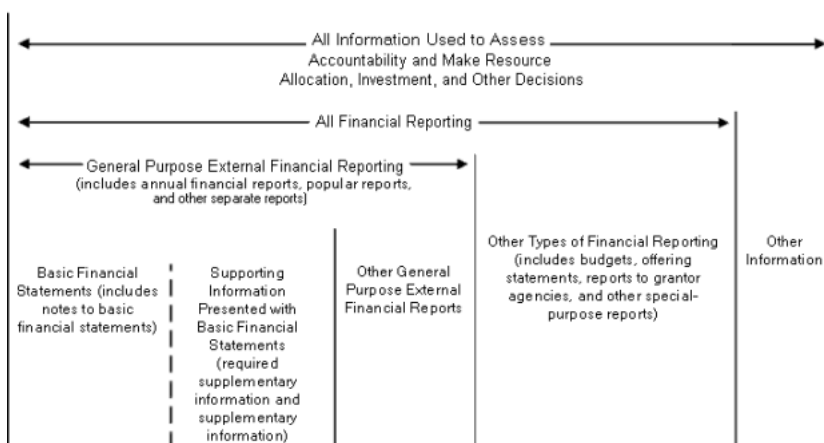 All Information Used to Assess
Accountability and Make Resource
Allocation, Investment, and Other Decisions
All Financial Reporting
General Purpose External Financial Reporting
(includes annual financial reports, popular reports,
and other separate reports)
Basic Financial
Statements (includes
notes to basic
financial statements)
Supporting
Information
Presented with
Basic Financial
Statements
(required
supplementary
information and
supplementary
information)
Other General
Purpose External
Financial Reports
Other Types of Financial Reporting
(includes budgets, offering
statements, reports to grantor
agencies, and other special-
purpose reports)
Other
Information